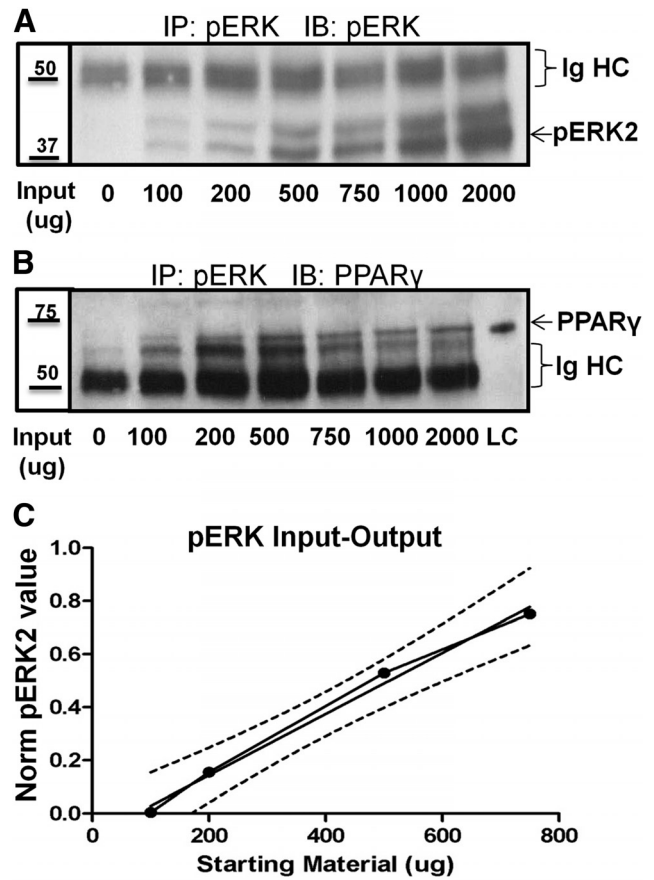 A
IP: pERK IB: pERK
50
37
Ig HC
pERK2
Input (ug) 0 100 200 500 750 1000 2000
B
IP: pERK IB: PPARγ
75
50
PPARγ
Ig HC
Input (ug) 0 100 200 500 750 1000 2000 LC
C
pERK Input-Output
Norm pERK2 value
1.0
0.8
0.6
0.4
0.2
0.0
0 200 400 600 800
Starting Material (ug)